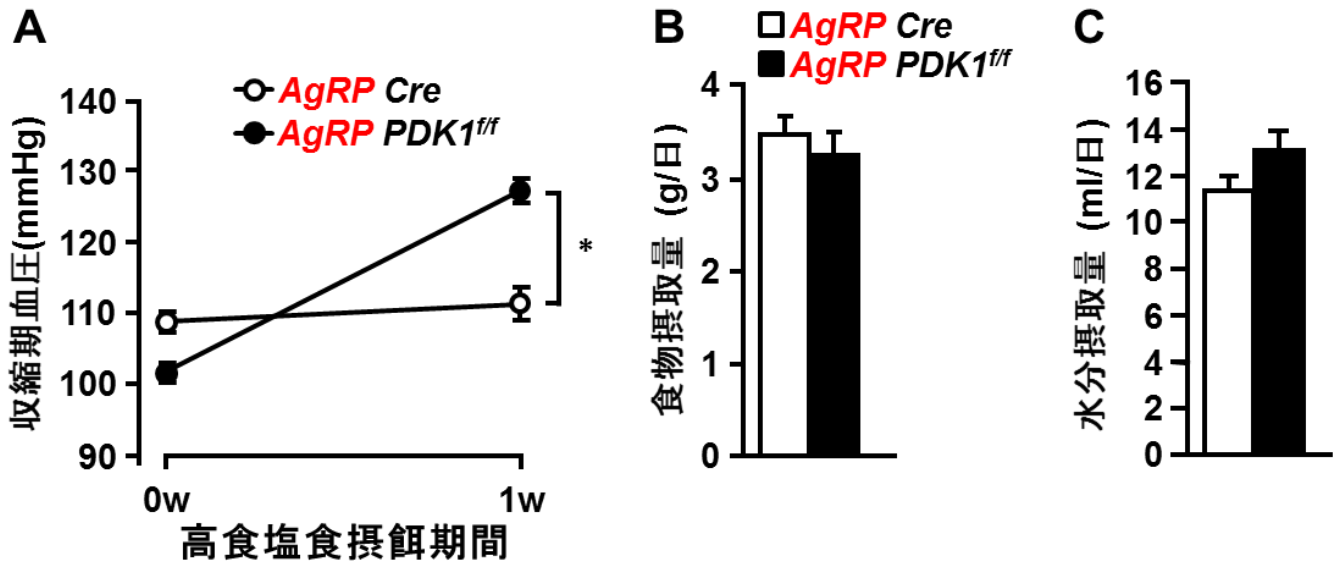 A
AgRP Cre
AgRP PDK1f/f
収縮期血圧(mmHg)
140
130
120
110
100
90
*
0w
1w
高食塩食摂餌期間
B
AgRP Cre
AgRP PDK1f/f
食物摂取量 (g/日)
4
3
2
1
0
C
水分摂取量 (ml/日)
16
14
12
10
8
6
4
2
0